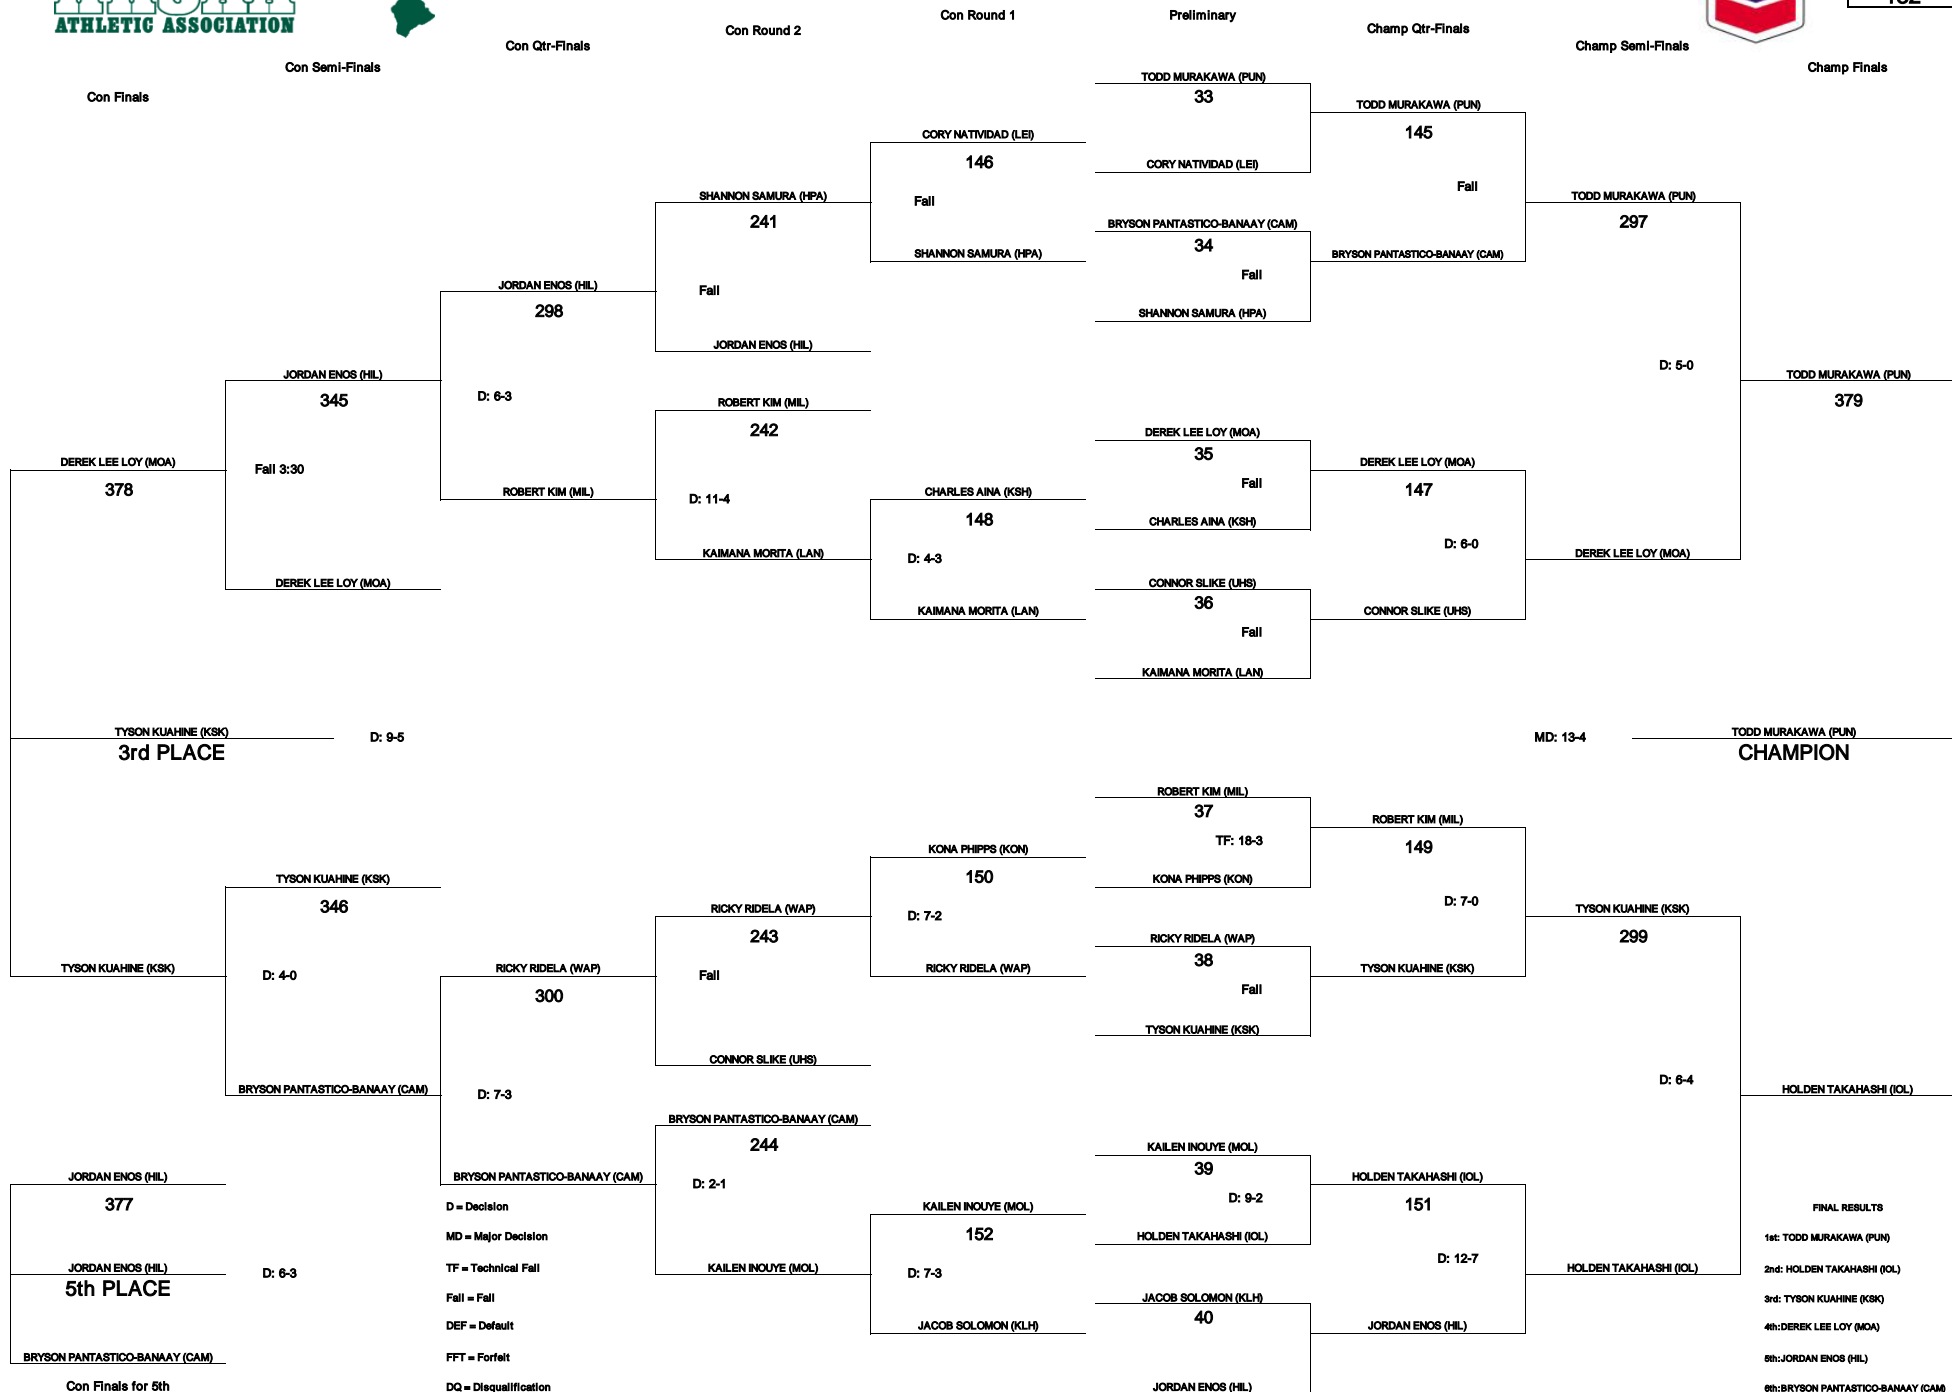 ATHLETIC ASSOCIATION
Con Finals
Con Semi-Finals
Con Qtr-Finals
Con Round 2
Con Round 1
Preliminary
Champ Qtr-Finals
Champ Semi-Finals
Champ Finals
TODD MURAKAWA (PUN)
33
CORY NATIVIDAD (LEI)
BRYSON PANTASTICO-BANAAY (CAM)
34
Fall
SHANNON SAMURA (HPA)
DEREK LEE LOY (MOA)
35
Fall
CHARLES AINA (KSH)
CONNOR SLIKE (UHS)
36
Fall
KAIMANA MORITA (LAN)
ROBERT KIM (MIL)
37
TF: 18-3
KONA PHIPPS (KON)
RICKY RIDELA (WAP)
38
Fall
TYSON KUAHINE (KSK)
KAILEN INOUYE (MOL)
39
D: 9-2
HOLDEN TAKAHASHI (IOL)
JACOB SOLOMON (KLH)
40
JORDAN ENOS (HIL)
TODD MURAKAWA (PUN)
145
Fall
BRYSON PANTASTICO-BANAAY (CAM)
DEREK LEE LOY (MOA)
147
D: 6-0
CONNOR SLIKE (UHS)
ROBERT KIM (MIL)
149
D: 7-0
TYSON KUAHINE (KSK)
HOLDEN TAKAHASHI (IOL)
151
D: 12-7
JORDAN ENOS (HIL)
TODD MURAKAWA (PUN)
297
D: 5-0
DEREK LEE LOY (MOA)
TYSON KUAHINE (KSK)
299
D: 6-4
HOLDEN TAKAHASHI (IOL)
TODD MURAKAWA (PUN)
379
MD: 13-4
TODD MURAKAWA (PUN)
CHAMPION
HOLDEN TAKAHASHI (IOL)
CORY NATIVIDAD (LEI)
146
Fall
SHANNON SAMURA (HPA)
CHARLES AINA (KSH)
148
D: 4-3
KAIMANA MORITA (LAN)
KONA PHIPPS (KON)
150
D: 7-2
RICKY RIDELA (WAP)
KAILEN INOUYE (MOL)
152
D: 7-3
JACOB SOLOMON (KLH)
SHANNON SAMURA (HPA)
241
Fall
JORDAN ENOS (HIL)
ROBERT KIM (MIL)
242
D: 11-4
KAIMANA MORITA (LAN)
RICKY RIDELA (WAP)
243
Fall
CONNOR SLIKE (UHS)
BRYSON PANTASTICO-BANAAY (CAM)
244
D: 2-1
KAILEN INOUYE (MOL)
JORDAN ENOS (HIL)
298
D: 6-3
ROBERT KIM (MIL)
RICKY RIDELA (WAP)
300
D: 7-3
BRYSON PANTASTICO-BANAAY (CAM)
JORDAN ENOS (HIL)
345
Fall 3:30
DEREK LEE LOY (MOA)
TYSON KUAHINE (KSK)
346
D: 4-0
BRYSON PANTASTICO-BANAAY (CAM)
DEREK LEE LOY (MOA)
378
TYSON KUAHINE (KSK)
3rd PLACE
D: 9-5
TYSON KUAHINE (KSK)
JORDAN ENOS (HIL)
377
JORDAN ENOS (HIL)
5th PLACE
D: 6-3
BRYSON PANTASTICO-BANAAY (CAM)
Con Finals for 5th
D = Decision
MD = Major Decision
TF = Technical Fall
Fall = Fall
DEF = Default
FFT = Forfeit
DQ = Disqualification
FINAL RESULTS
1st: TODD MURAKAWA (PUN)
2nd: HOLDEN TAKAHASHI (IOL)
3rd: TYSON KUAHINE (KSK)
4th:DEREK LEE LOY (MOA)
5th:JORDAN ENOS (HIL)
6th:BRYSON PANTASTICO-BANAAY (CAM)